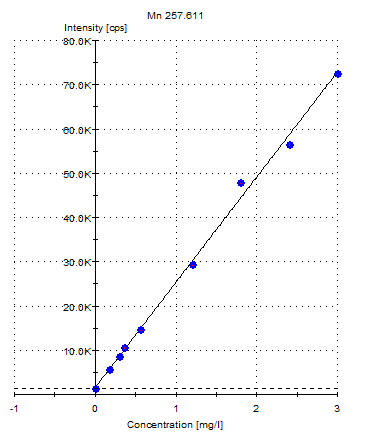 Mn 257.611
Intensity [cps]
80.0K
70.0K
60.0K
50.0K
40.0K
30.0K
20.0K
10.0K
-1 0 1 2 3
Concentration [mg/l]